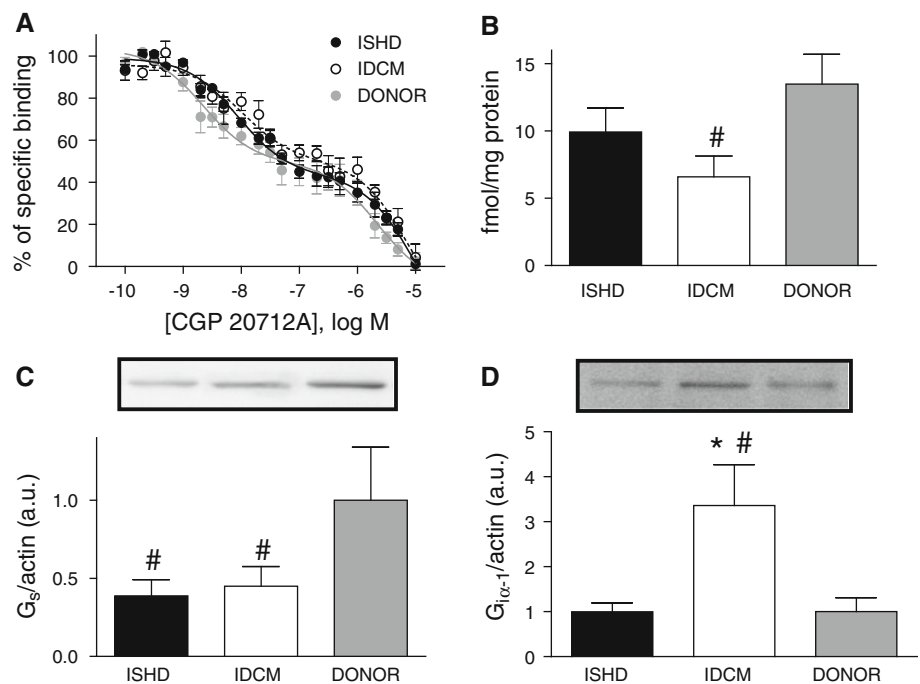 A
% of specific binding
100
80
60
40
20
0
ISHD
IDCM
DONOR
-10 -9 -8 -7 -6 -5
[CGP 20712A], log M
B
fmol/mg protein
15
10
5
0
#
ISHD IDCM DONOR
C
Gs/actin (a.u.)
1.0
0.5
0.0
# #
ISHD IDCM DONOR
D
Giα-1/actin (a.u.)
5
4
3
2
1
0
* #
ISHD IDCM DONOR